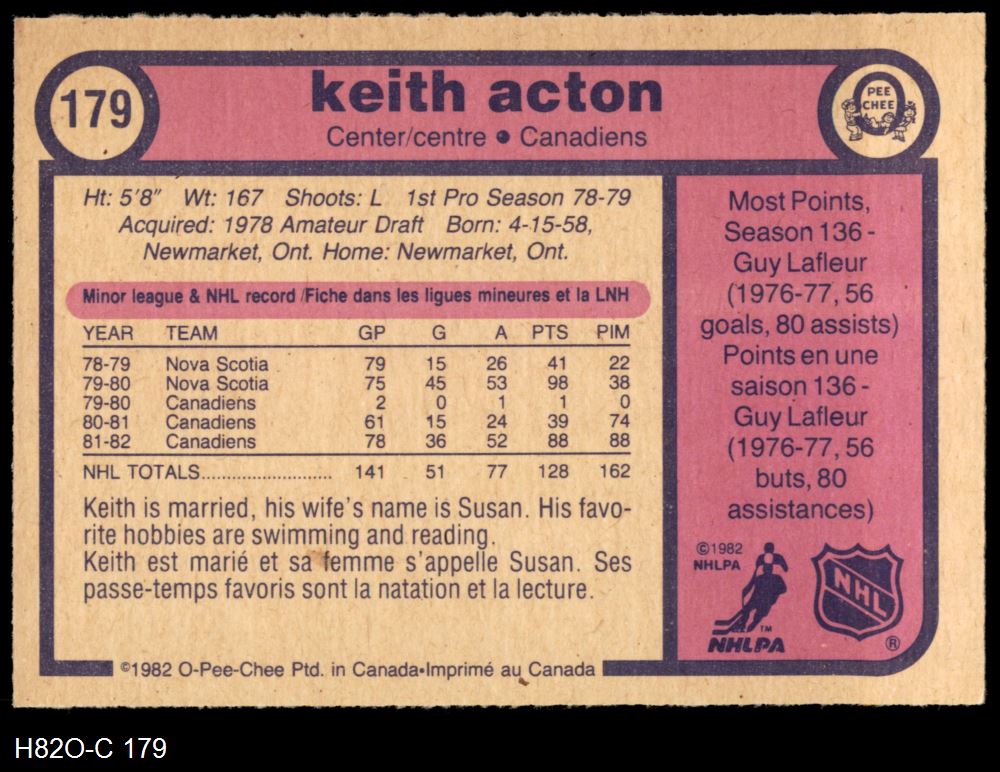 179
keith acton
Center/centre • Canadiens
PEE
CHEE
Ht: 5'8" Wt: 167 Shoots: L 1st Pro Season 78-79
Acquired: 1978 Amateur Draft Born: 4-15-58,
Newmarket, Ont. Home: Newmarket, Ont.
Minor league & NHL record /Fiche dans les ligues mineures et la LNH
YEAR TEAM GP G A PTS PIM
78-79 Nova Scotia 79 15 26 41 22
79-80 Nova Scotia 75 45 53 98 38
79-80 Canadiens 2 0 1 1 0
80-81 Canadiens 61 15 24 39 74
81-82 Canadiens 78 36 52 88 88
NHL TOTALS........................... 141 51 77 128 162
Keith is married, his wife's name is Susan. His favo-
rite hobbies are swimming and reading.
Keith est marié et sa femme s'appelle Susan. Ses
passe-temps favoris sont la natation et la lecture.
©1982 O-Pee-Chee Ptd. in Canada•Imprimé au Canada
Most Points,
Season 136 -
Guy Lafleur
(1976-77, 56
goals, 80 assists)
Points en une
saison 136 -
Guy Lafleur
(1976-77, 56
buts, 80
assistances)
©1982
NHLPA
TM
NHLPA
NHL
®
H82O-C 179